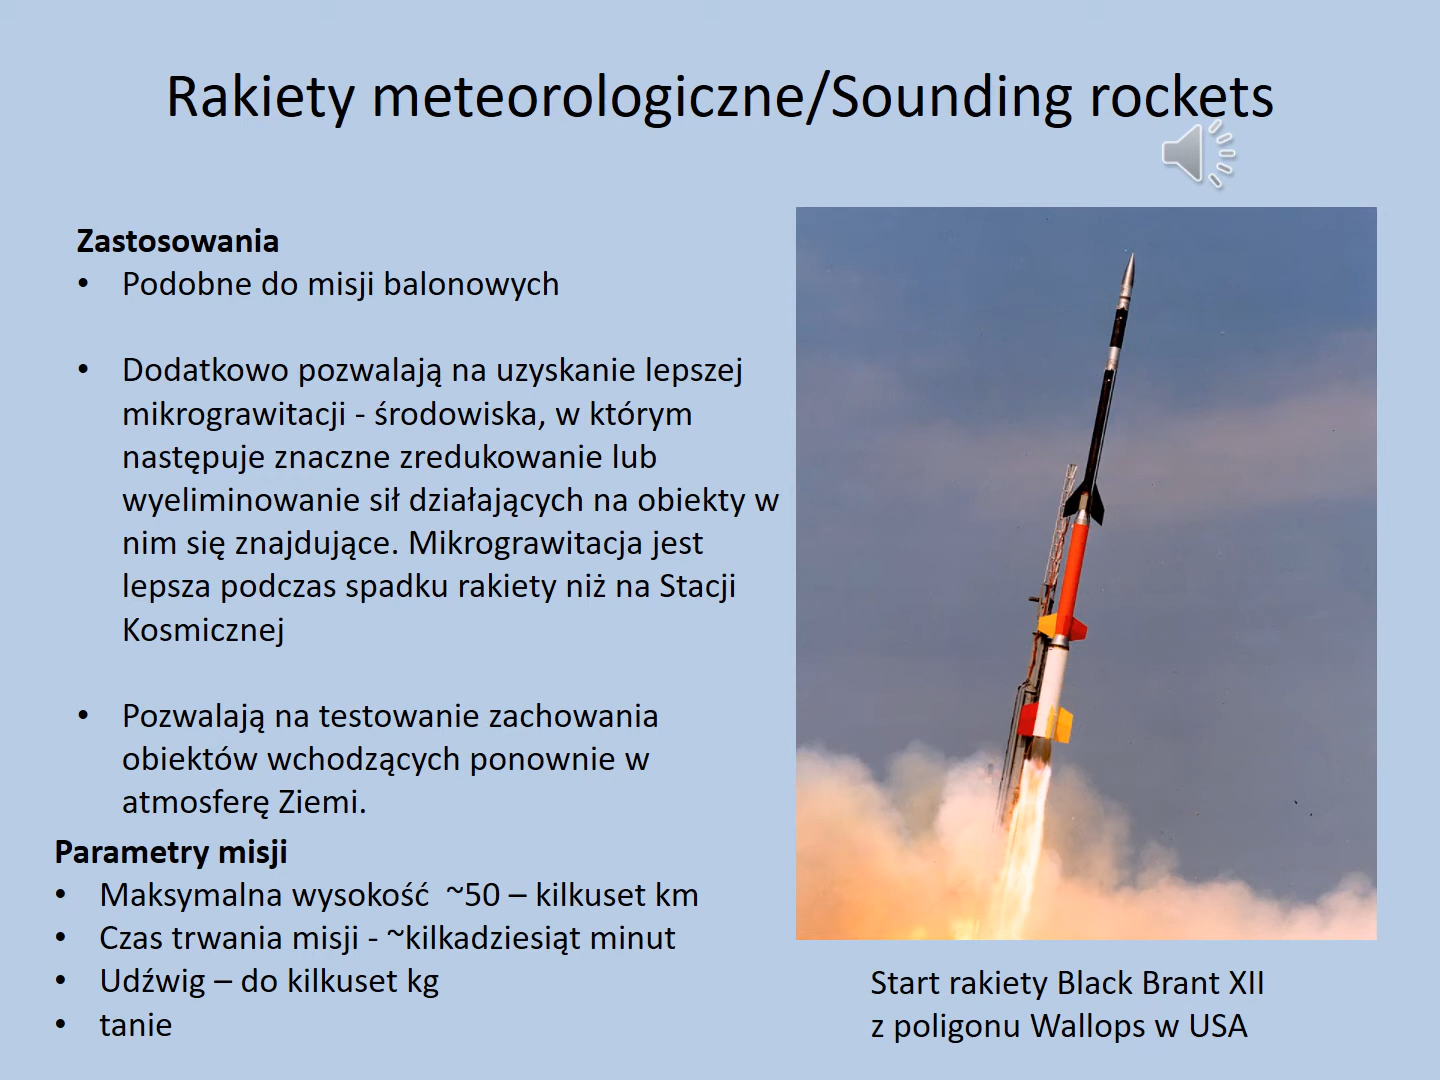 Rakiety meteorologiczne/Sounding rockets
Zastosowania
• Podobne do misji balonowych
• Dodatkowo pozwalają na uzyskanie lepszej
mikrograwitacji - środowiska, w którym
następuje znaczne zredukowanie lub
wyeliminowanie sił działających na obiekty w
nim się znajdujące. Mikrograwitacja jest
lepsza podczas spadku rakiety niż na Stacji
Kosmicznej
• Pozwalają na testowanie zachowania
obiektów wchodzących ponownie w
atmosferę Ziemi.
Parametry misji
• Maksymalna wysokość ~50 – kilkuset km
• Czas trwania misji - ~kilkadziesiąt minut
• Udźwig – do kilkuset kg
• tanie
Start rakiety Black Brant XII
z poligonu Wallops w USA